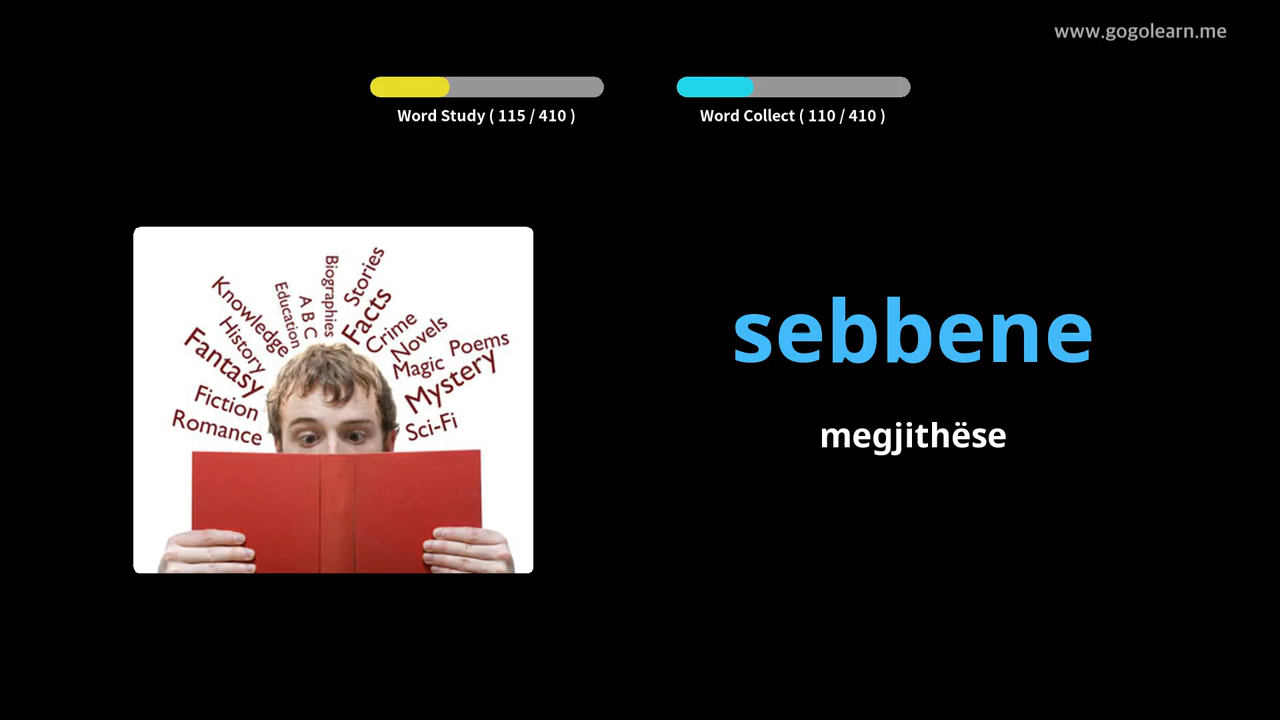 www.gogolearn.me
Word Study ( 115 / 410 )
Word Collect ( 110 / 410 )
Stories
Biographies
Facts
Education
A B C
Knowledge
Crime
Novels
History
Poems
Fantasy
Magic
Mystery
Fiction
Sci-Fi
Romance
sebbene
megjithëse